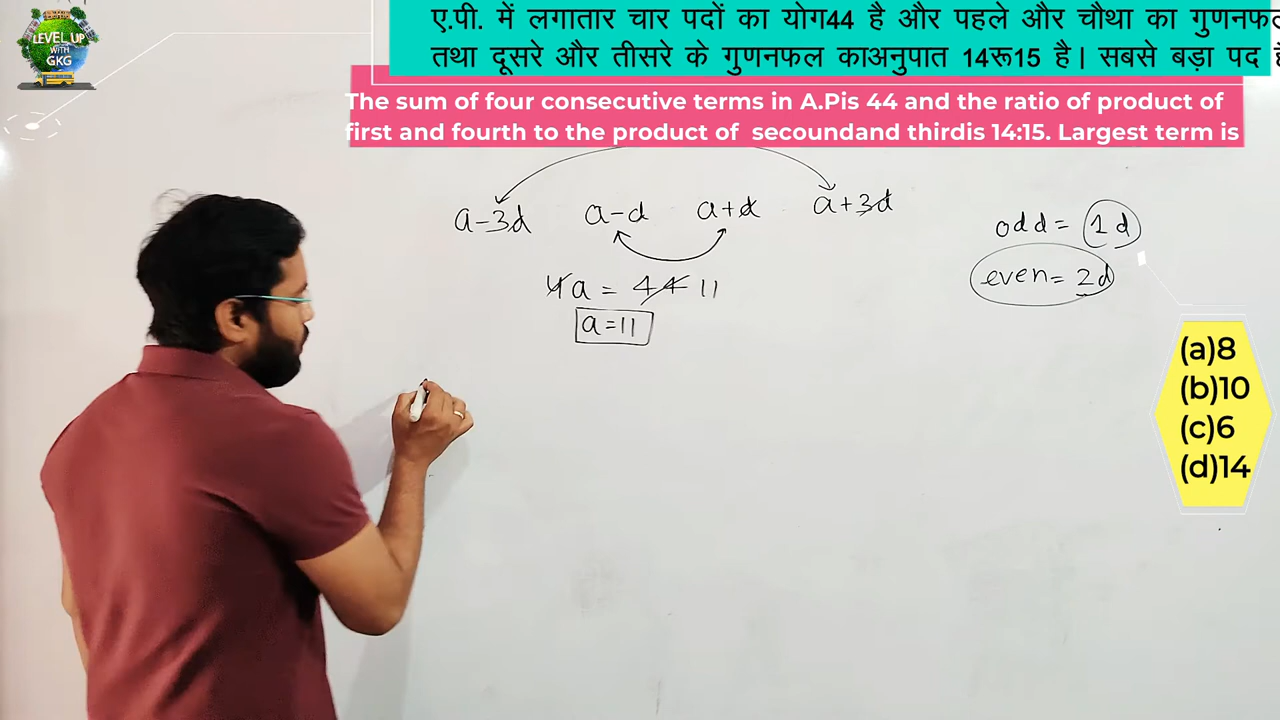 LEVEL UP
WITH
GKG
ए.पी. में लगातार चार पदों का योग44 है और पहले और चौथा का गुणनफल
तथा दूसरे और तीसरे के गुणनफल काअनुपात 14रू15 है। सबसे बड़ा पद है
The sum of four consecutive terms in A.Pis 44 and the ratio of product of
first and fourth to the product of secoundand thirdis 14:15. Largest term is
a-3d a-d a+d a+3d
4a = 44 11
a=11
odd = 1d
even = 2d
(a)8
(b)10
(c)6
(d)14